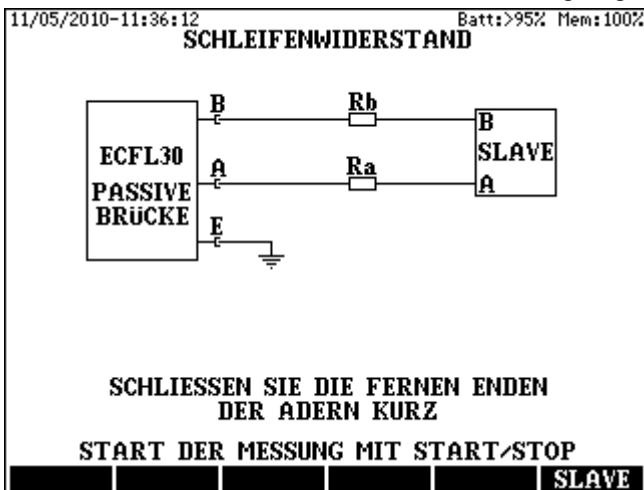 11/05/2010-11:36:12 Batt:>95% Mem:100%
SCHLEIFENWIDERSTAND
B Rb B
ECFL30 SLAVE
A Ra A
PASSIVE
BRÜCKE
E
SCHLIESSEN SIE DIE FERNEN ENDEN
DER ADERN KURZ
START DER MESSUNG MIT START/STOP
SLAVE